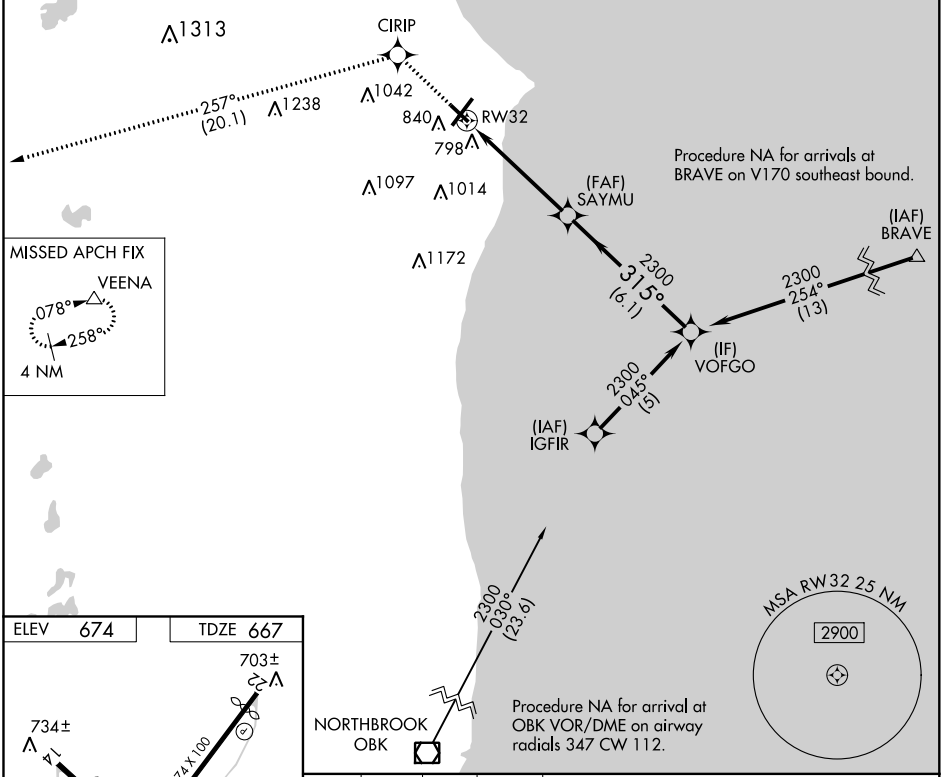 1313
CIRIP
257°
(20.1)
1238
1042
840
RW32
798
1097
1014
1172
Procedure NA for arrivals at
BRAVE on V170 southeast bound.
(FAF)
SAYMU
(IAF)
BRAVE
2300
315°
(6.1)
2300
254°
(13)
(IF)
VOFGO
2300
045°
(5)
(IAF)
IGFIR
MISSED APCH FIX
VEENA
078°
258°
4 NM
2300
030°
(23.6)
NORTHBROOK
OBK
Procedure NA for arrival at
OBK VOR/DME on airway
radials 347 CW 112.
MSA RW32 25 NM
2900
ELEV 674
TDZE 667
703±
22
734±
14
74 X 100